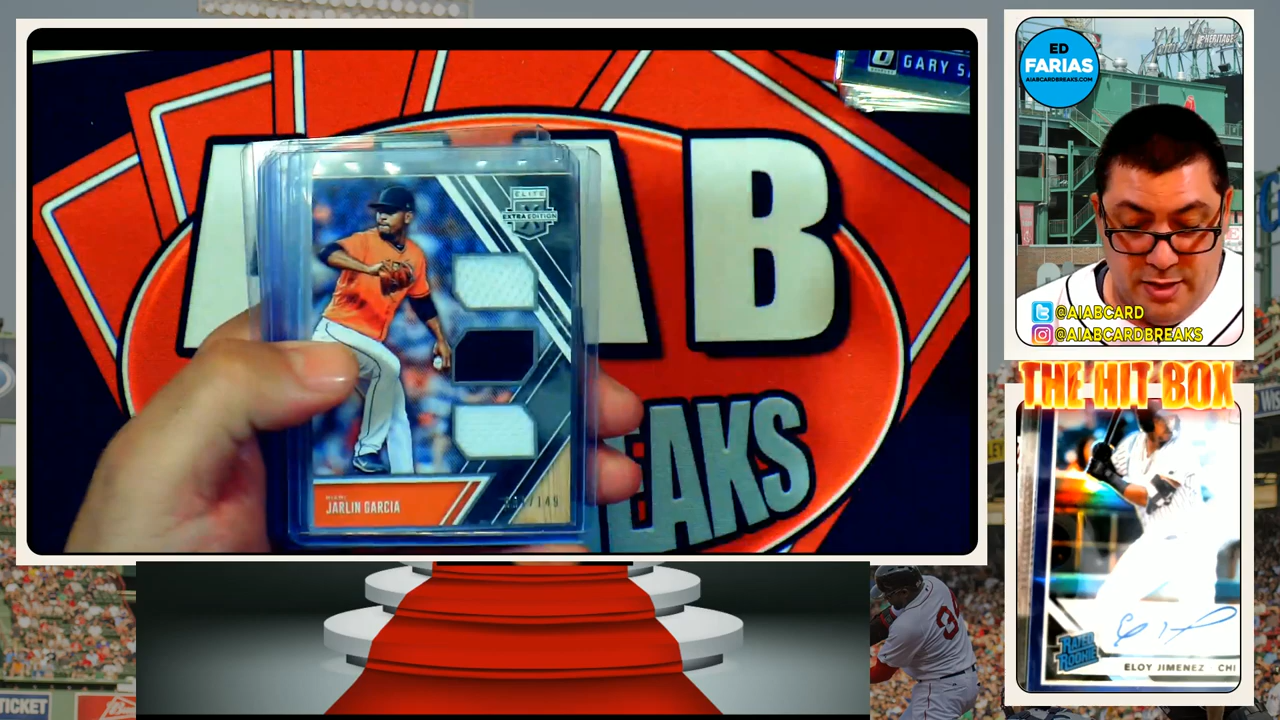 GARY S
AB
EAKS
ELITE
EXTRA EDITION
MIAMI
JARLIN GARCIA
/149
ED
FARIAS
AIABCARDBREAKS.COM
@AIABCARD
@AIABCARDBREAKS
THE HIT BOX
RATED
ROOKIE
ELOY JIMENEZ CHI
TICKET
34